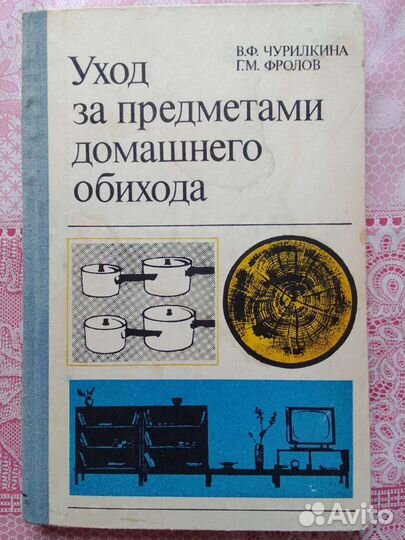 В.Ф. ЧУРИЛКИНА
Г.М. ФРОЛОВ
Уход
за предметами
домашнего
обихода
Avito